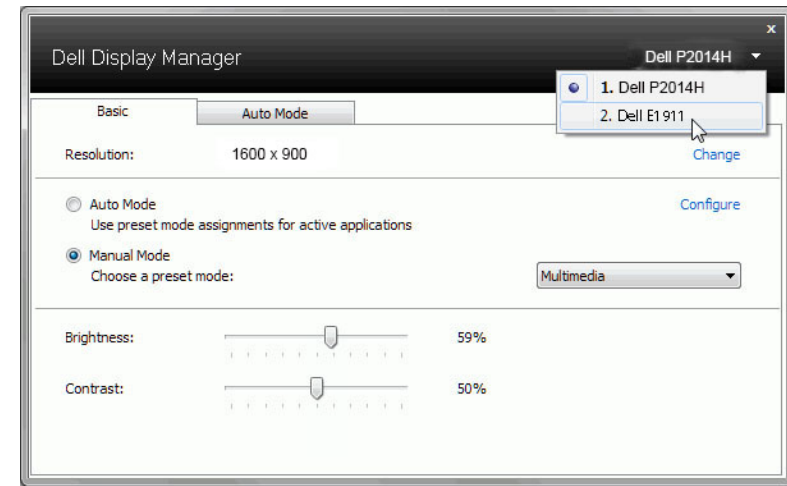 x
Dell Display Manager
Dell P2014H
1. Dell P2014H
2. Dell E1911
Basic
Auto Mode
Resolution:
1600 x 900
Change
Auto Mode
Configure
Use preset mode assignments for active applications
Manual Mode
Choose a preset mode:
Multimedia
Brightness:
59%
Contrast:
50%